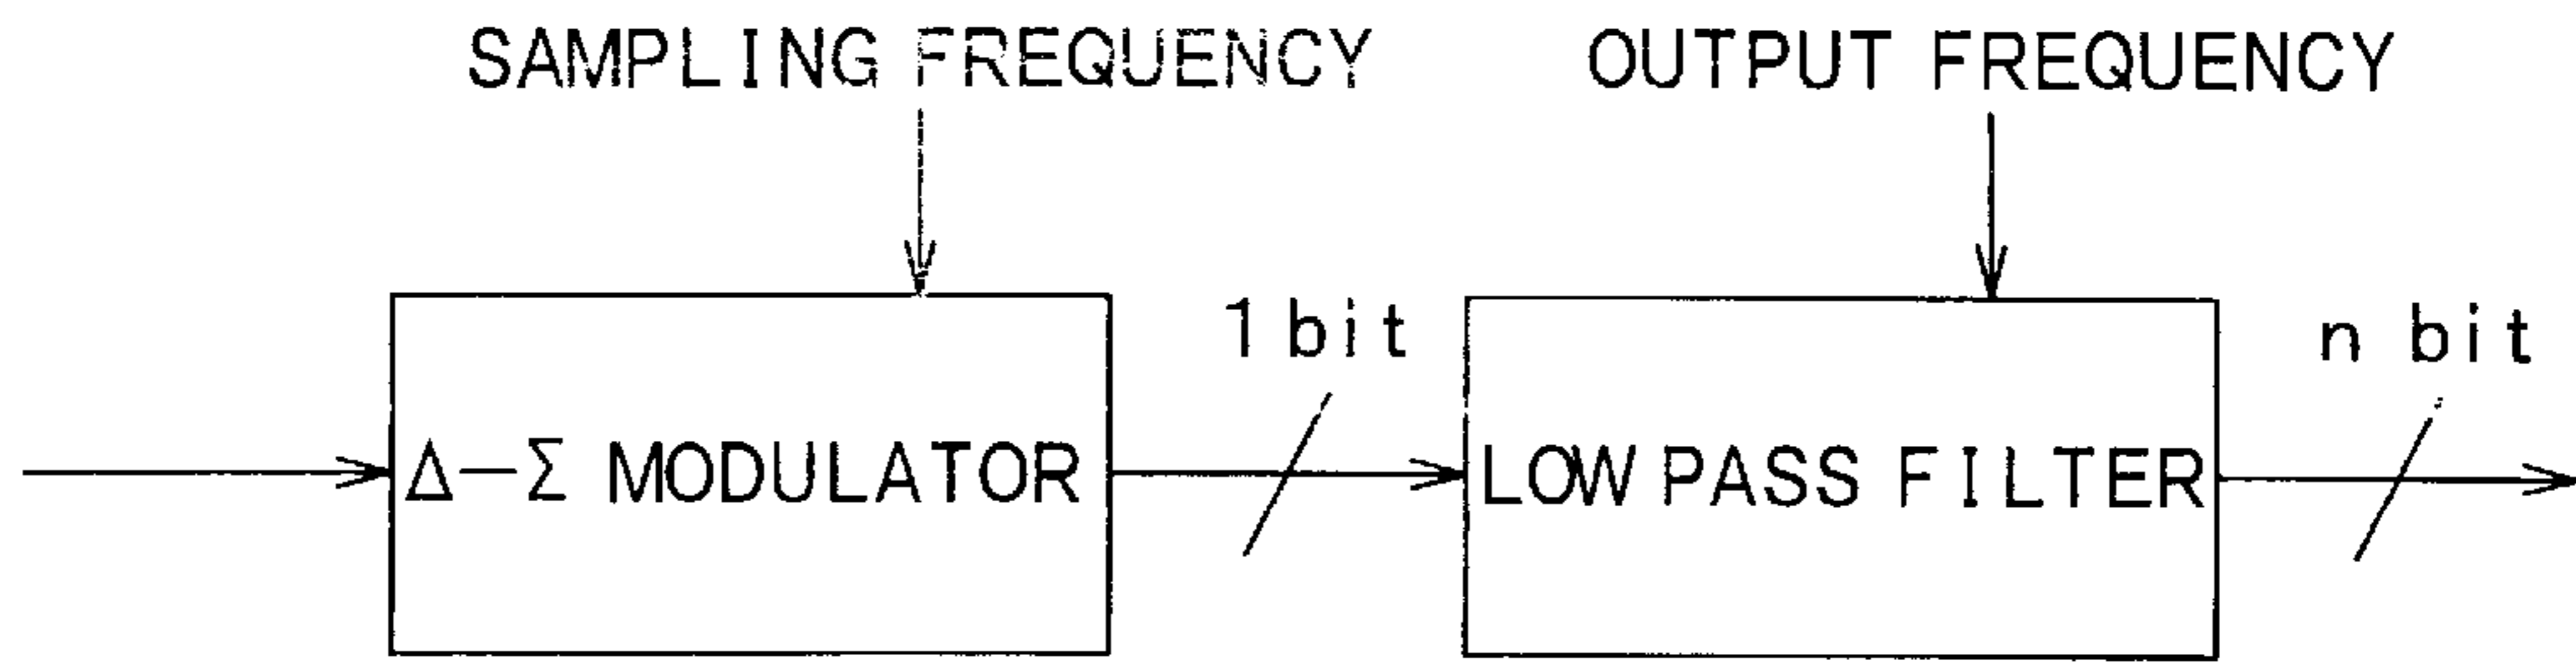 SAMPLING FREQUENCY
OUTPUT FREQUENCY
1 bit
n bit
Δ-Σ MODULATOR
LOW PASS FILTER